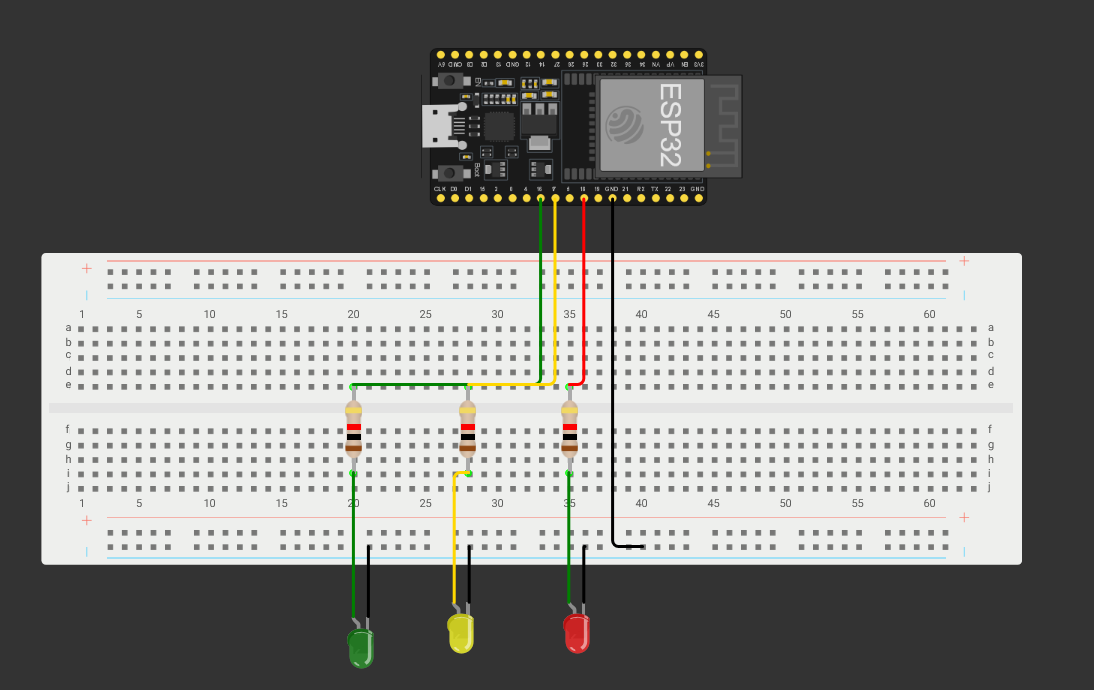 5V CMD D3 D2 13 GND 12 14 27 26 25 33 32 35 34 VN VP EN 3V3
En
ESP32
Boot
CLK D0 D1 15 2 0 4 16 17 5 18 19 GND 21 RX TX 22 23 GND
+ +
1 5 10 15 20 25 30 35 40 45 50 55 60
a a
b b
c c
d d
e e
f f
g g
h h
i i
j j
1 5 10 15 20 25 30 35 40 45 50 55 60
+ +